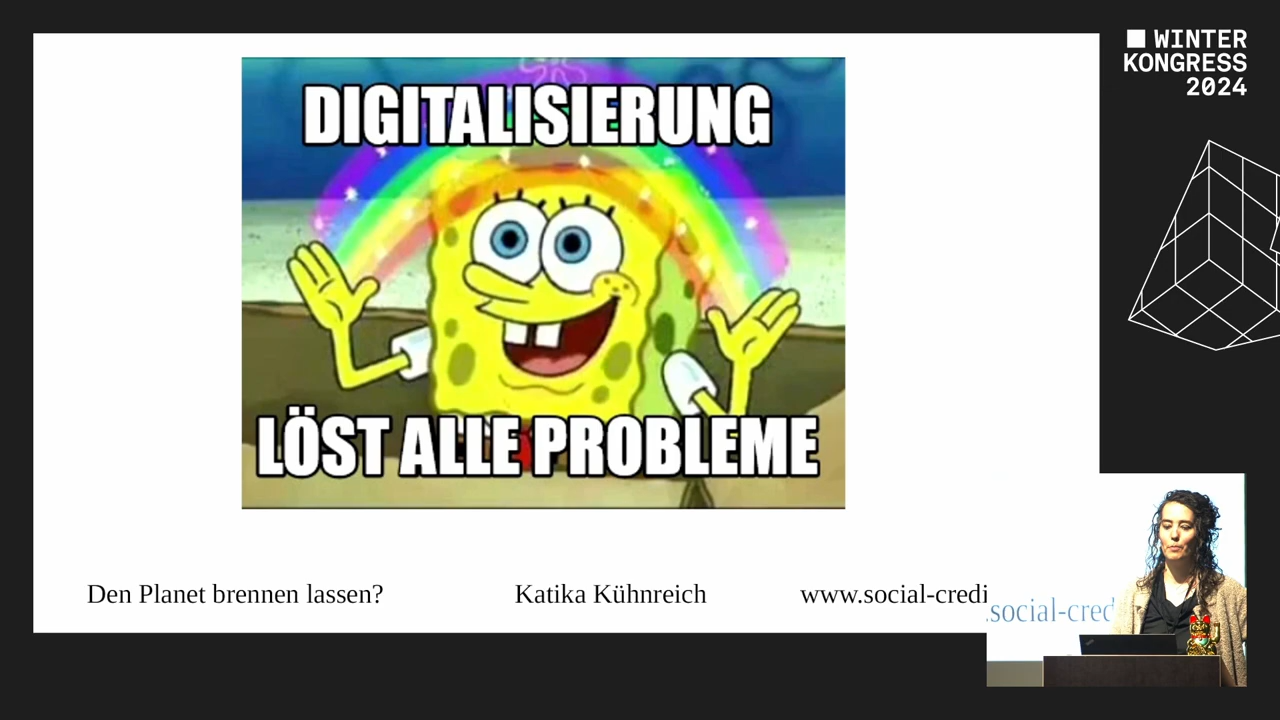 WINTER
KONGRESS
2024
DIGITALISIERUNG
LÖST ALLE PROBLEME
Den Planet brennen lassen?
Katika Kühnreich
www.social-credi
.social-cred